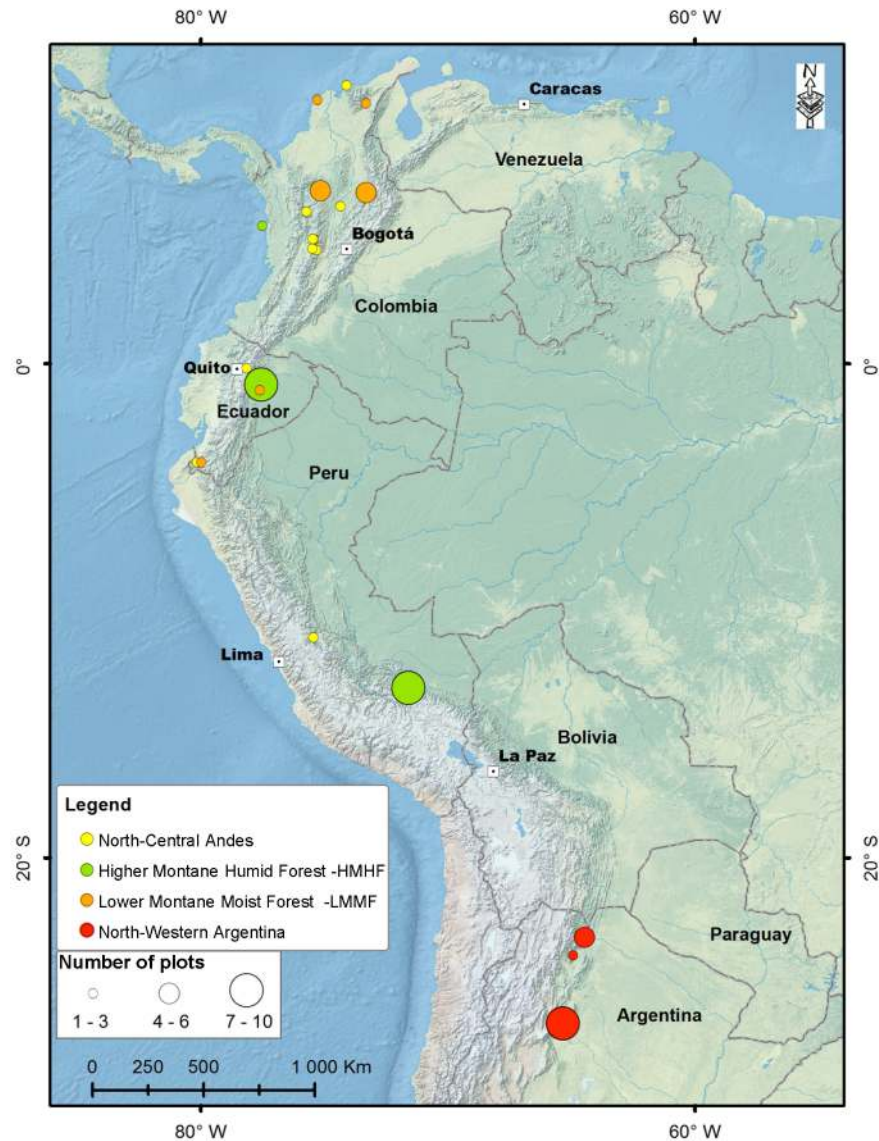 80° W 60° W
N
Caracas
Venezuela
Bogotá
Colombia
0° 0°
Quito
Ecuador
Peru
Lima
Bolivia
La Paz
Legend
North-Central Andes
Higher Montane Humid Forest -HMHF
Lower Montane Moist Forest -LMMF
North-Western Argentina
20° S 20° S
Paraguay
Number of plots
1 - 3 4 - 6 7 - 10
Argentina
0 250 500 1 000 Km
80° W 60° W